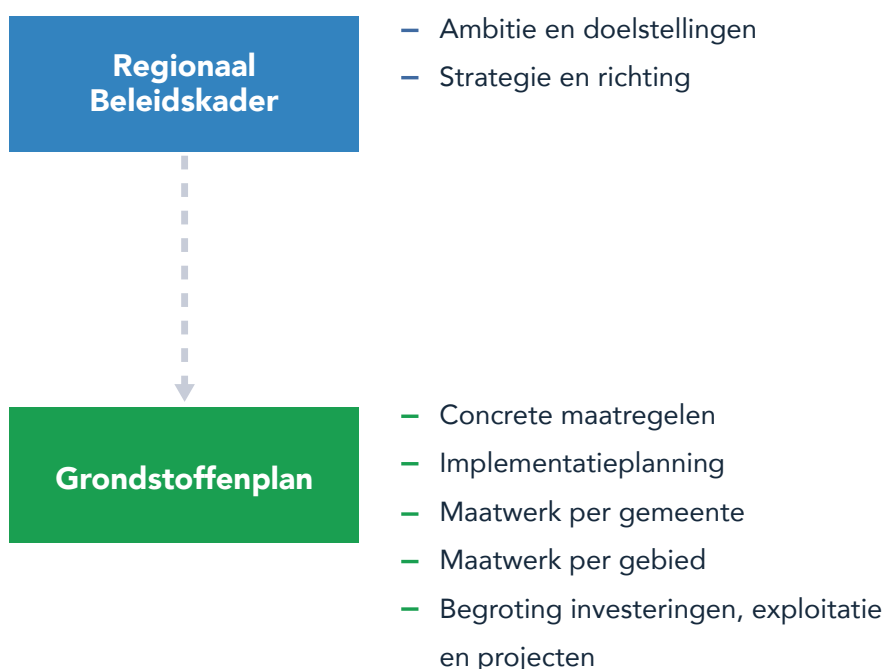 Regionaal
Beleidskader
– Ambitie en doelstellingen
– Strategie en richting
Grondstoffenplan
– Concrete maatregelen
– Implementatieplanning
– Maatwerk per gemeente
– Maatwerk per gebied
– Begroting investeringen, exploitatie
en projecten